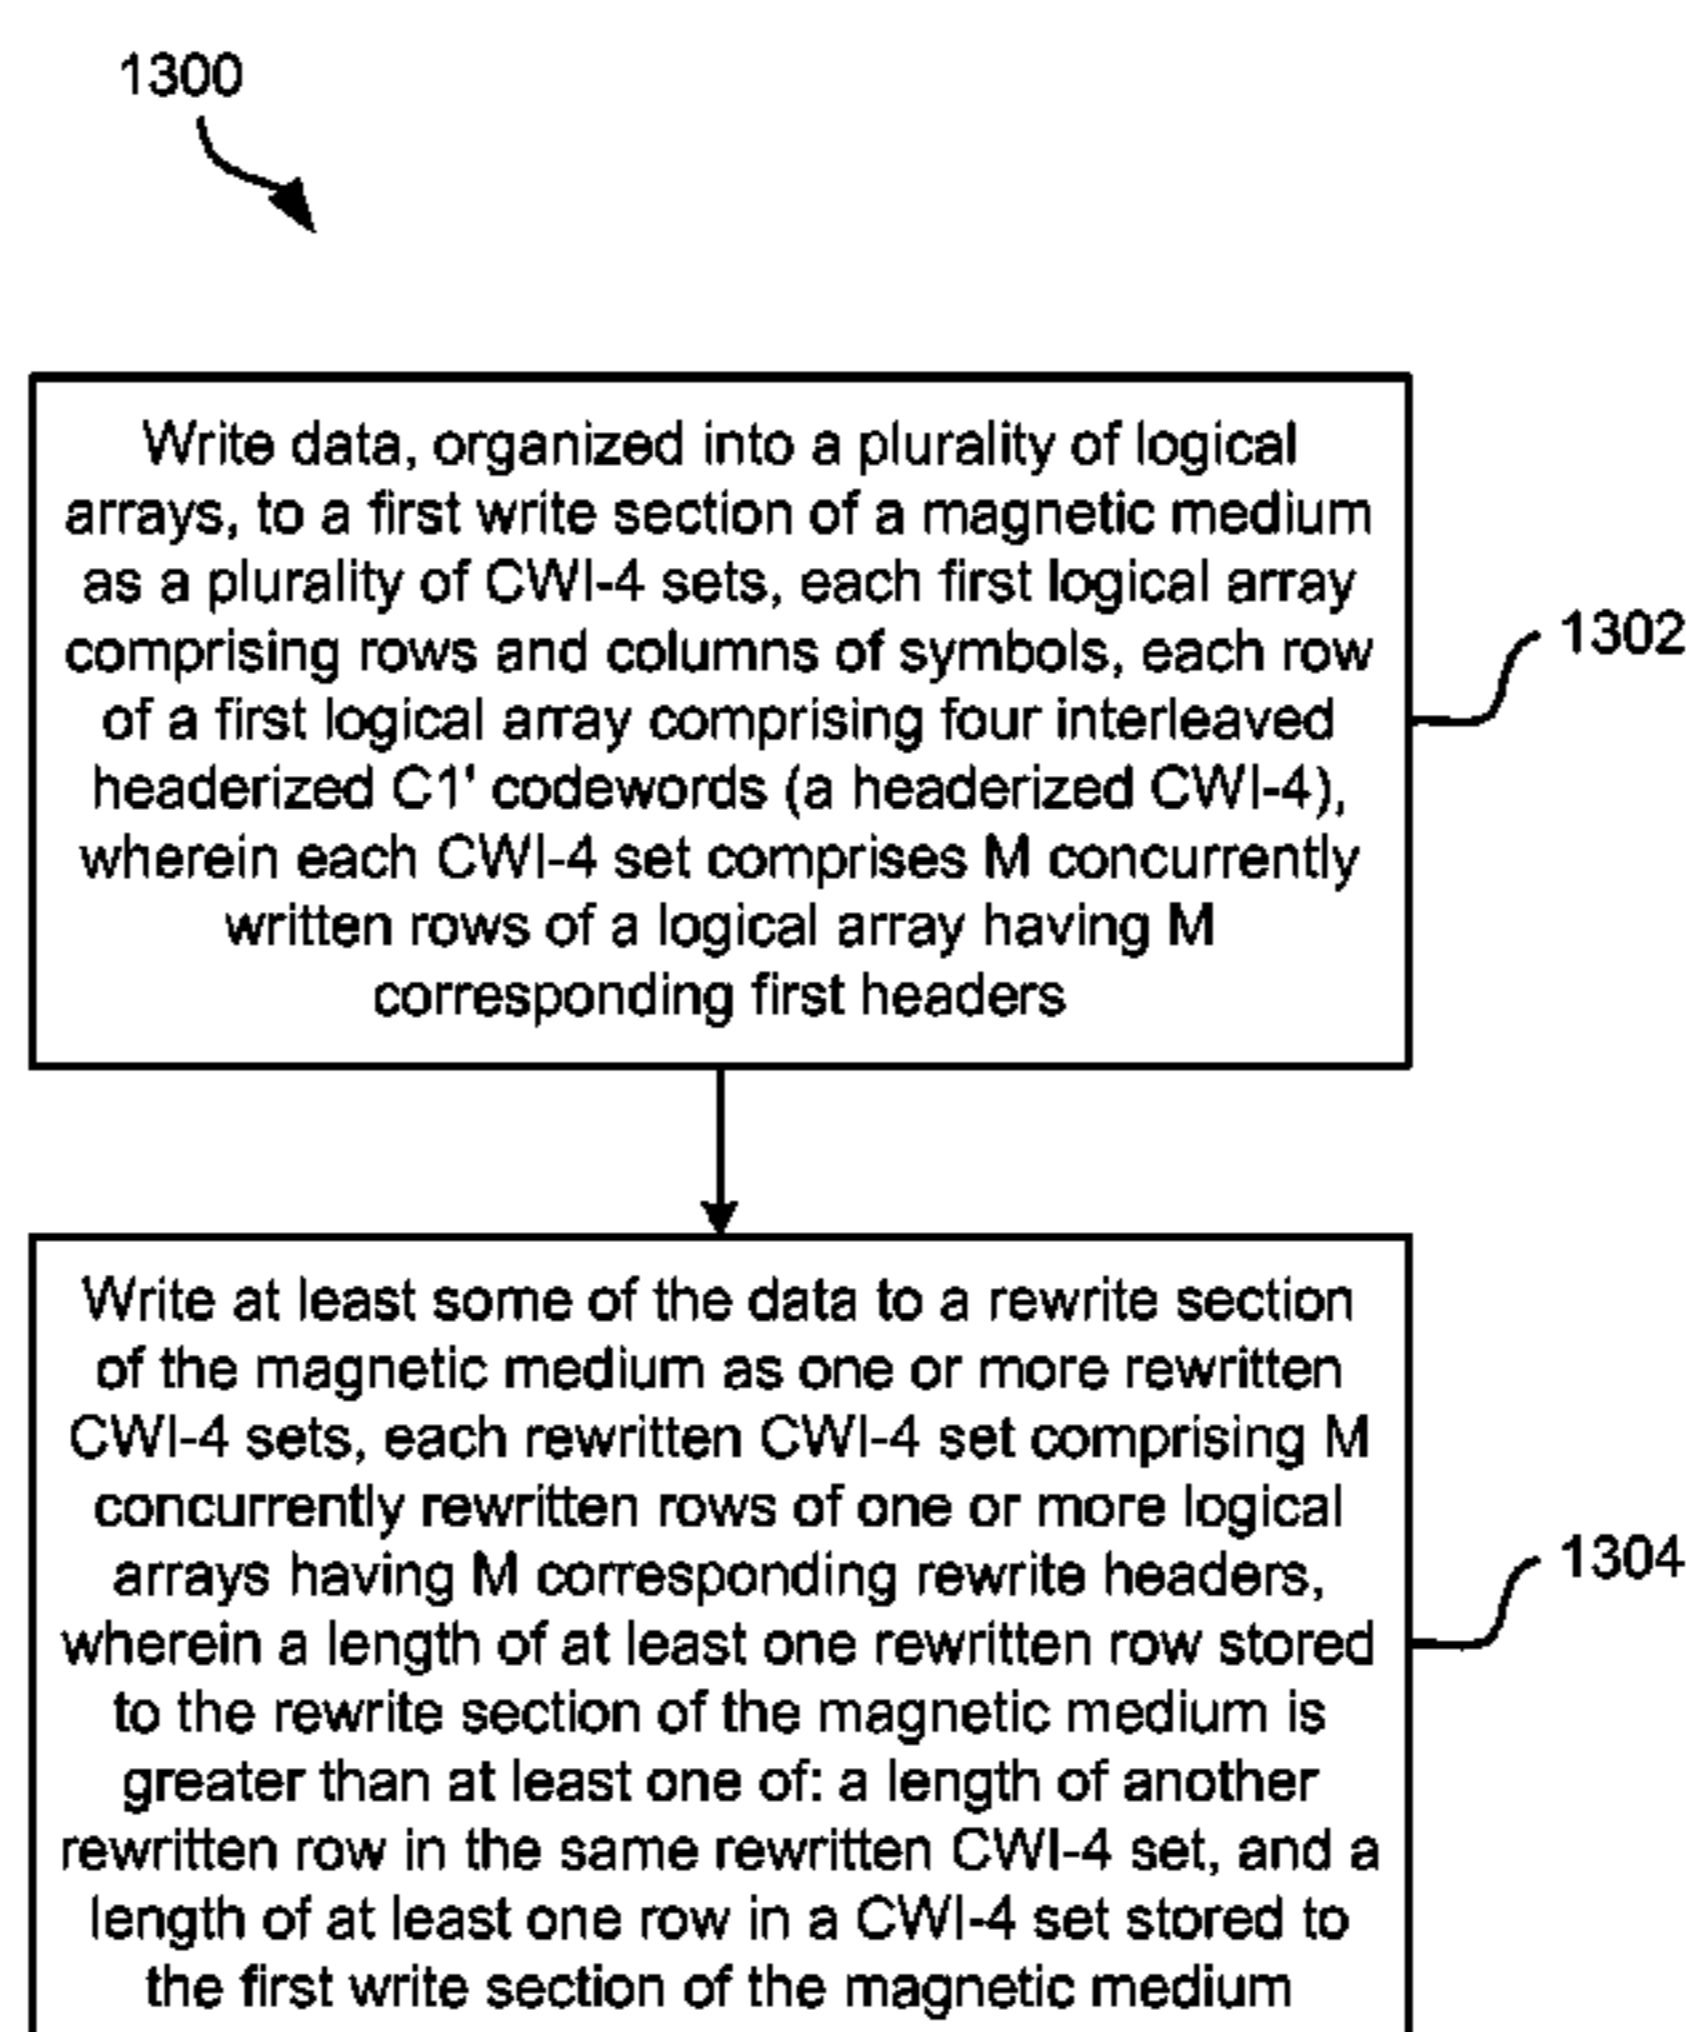 1300
Write data, organized into a plurality of logical
arrays, to a first write section of a magnetic medium
as a plurality of CWI-4 sets, each first logical array
comprising rows and columns of symbols, each row
of a first logical array comprising four interleaved
headerized C1' codewords (a headerized CWI-4),
wherein each CWI-4 set comprises M concurrently
written rows of a logical array having M
corresponding first headers
1302
Write at least some of the data to a rewrite section
of the magnetic medium as one or more rewritten
CWI-4 sets, each rewritten CWI-4 set comprising M
concurrently rewritten rows of one or more logical
arrays having M corresponding rewrite headers,
wherein a length of at least one rewritten row stored
to the rewrite section of the magnetic medium is
greater than at least one of: a length of another
rewritten row in the same rewritten CWI-4 set, and a
length of at least one row in a CWI-4 set stored to
the first write section of the magnetic medium
1304